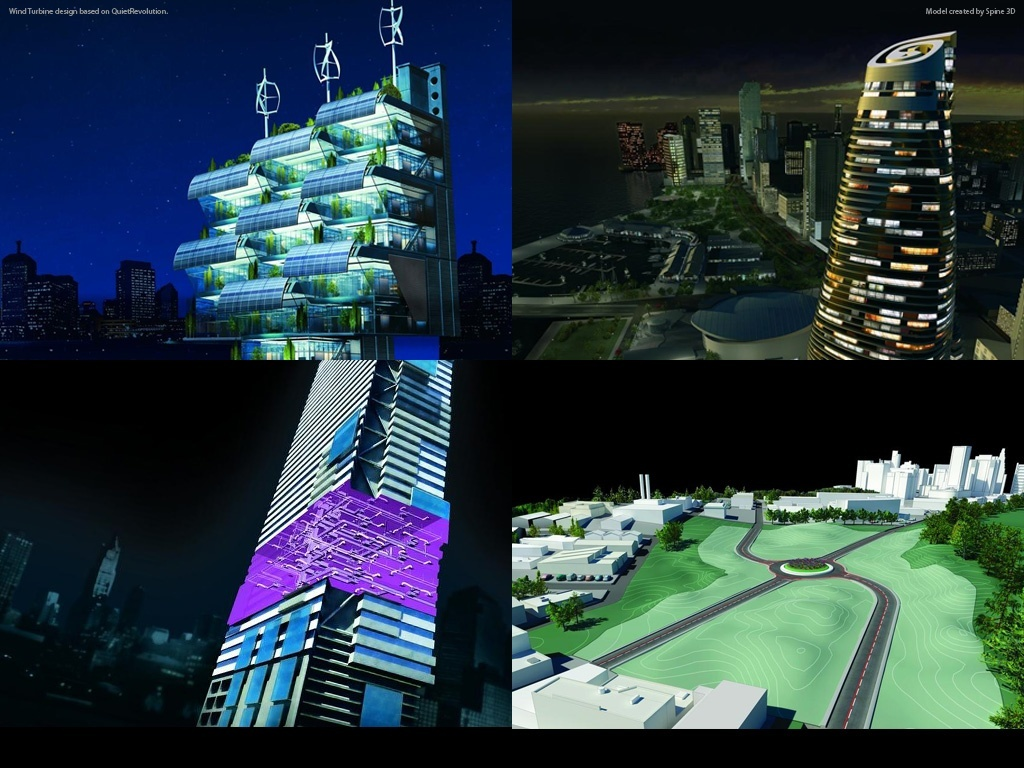 Wind Turbine design based on QuietRevolution.
Model created by Spine 3D